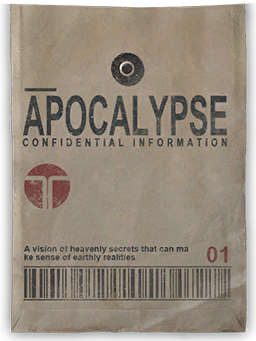 APOCALYPSE
CONFIDENTIAL INFORMATION
A vision of heavenly secrets that can ma
ke sense of earthly realities
01